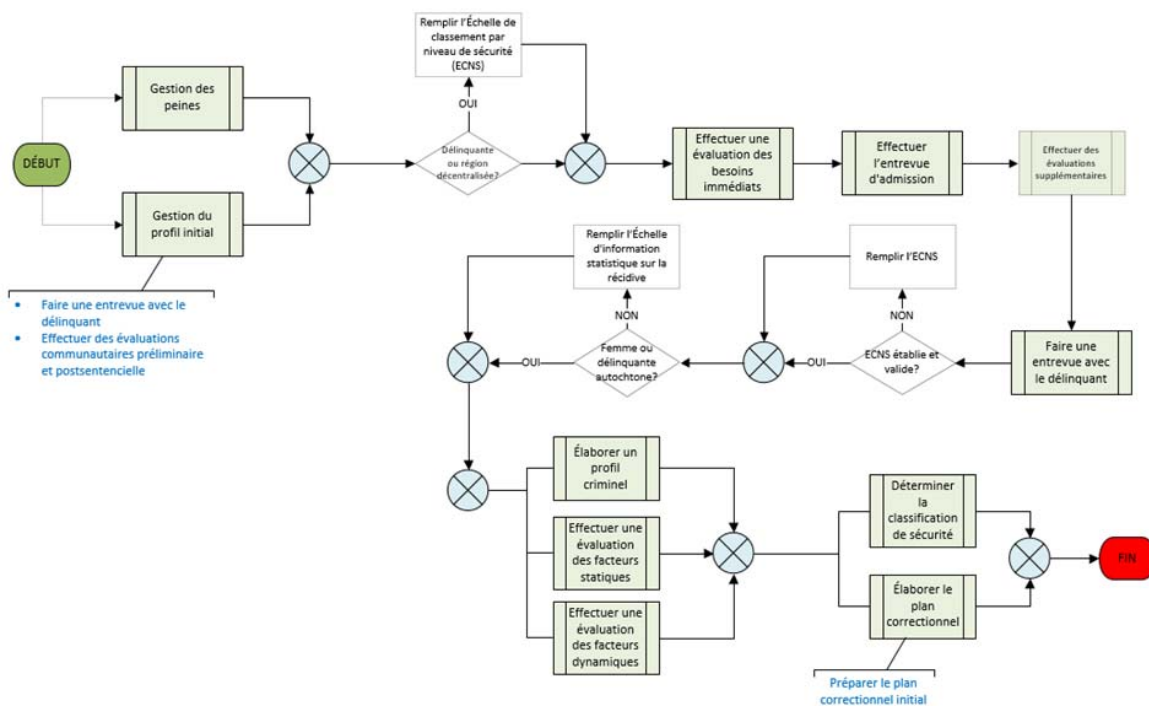 DÉBUT
Gestion des
peines
Gestion du
profil initial
• Faire une entrevue avec le
délinquant
• Effectuer des évaluations
communautaires préliminaire
et postsentencielle
Remplir l'Échelle de
classement par
niveau de sécurité
(ECNS)
OUI
Délinquante
ou région
décentralisée?
Effectuer une
évaluation des
besoins
immédiats
Effectuer
l'entrevue
d'admission
Effectuer des
évaluations
supplémentaires
Faire une
entrevue avec
le délinquant
Remplir l'ECNS
NON
ECNS établie et
valide?
OUI
Remplir l'Échelle
d'information
statistique sur la
récidive
NON
Femme ou
délinquante
autochtone?
OUI
Élaborer un
profil
criminel
Effectuer une
évaluation
des facteurs
statiques
Effectuer une
évaluation
des facteurs
dynamiques
Déterminer
la
classification
de sécurité
Élaborer le
plan
correctionnel
Préparer le plan
correctionnel initial
FIN